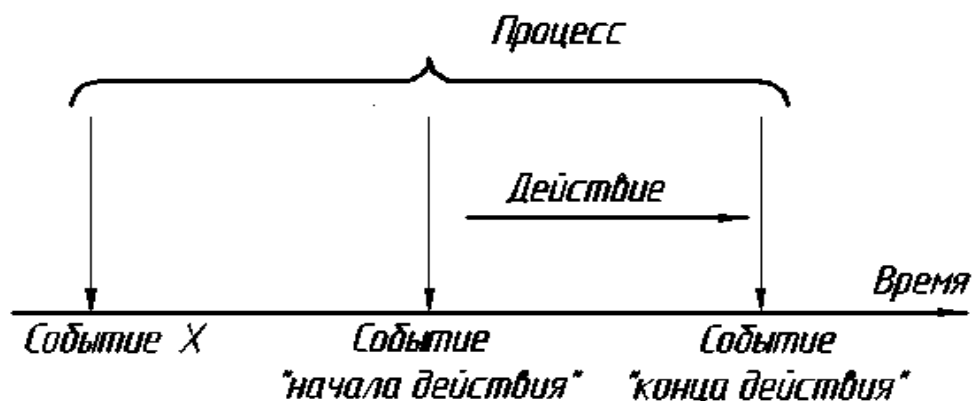 Процесс
Действие
Время
Событие X
Событие
"начала действия"
Событие
"конца действия"